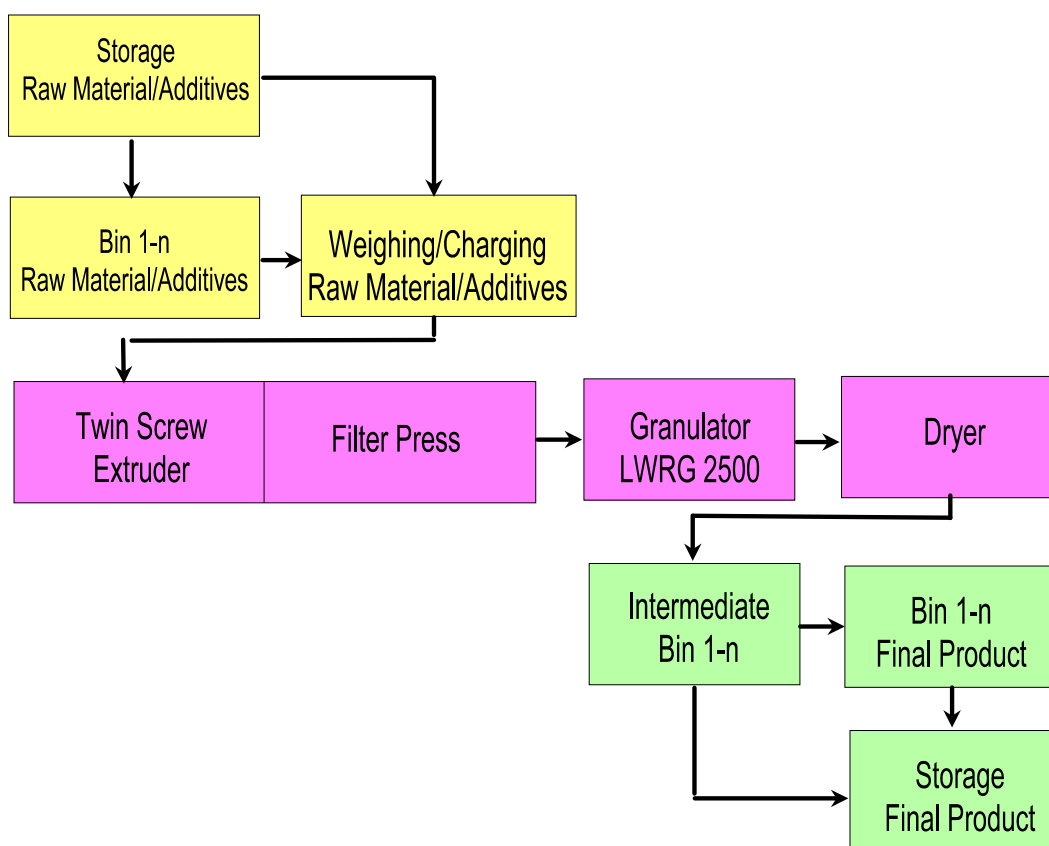 Storage
Raw Material/Additives
Bin 1-n
Raw Material/Additives
Weighing/Charging
Raw Material/Additives
Twin Screw
Extruder
Filter Press
Granulator
LWRG 2500
Dryer
Intermediate
Bin 1-n
Bin 1-n
Final Product
Storage
Final Product